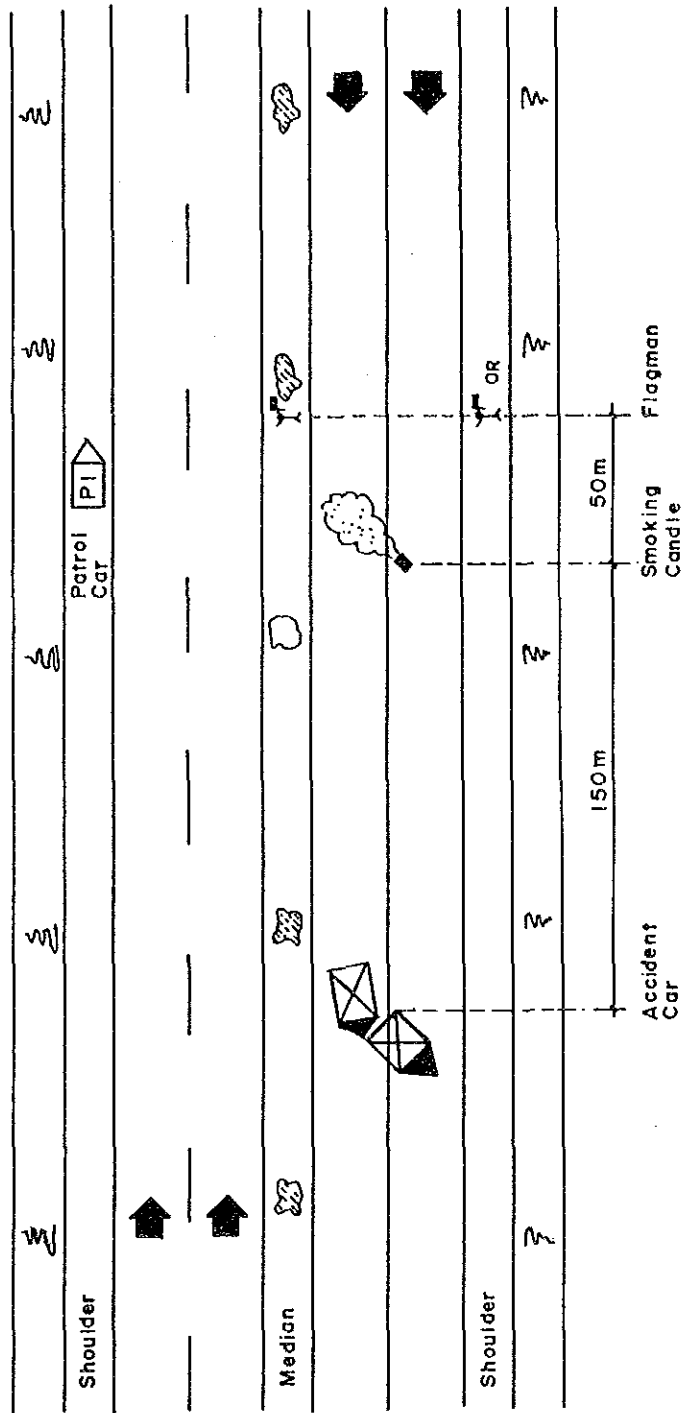 Shoulder
Patrol
Car
P1
Median
Shoulder
OR
150m
50m
Accident
Car
Smoking
Candle
Flagman